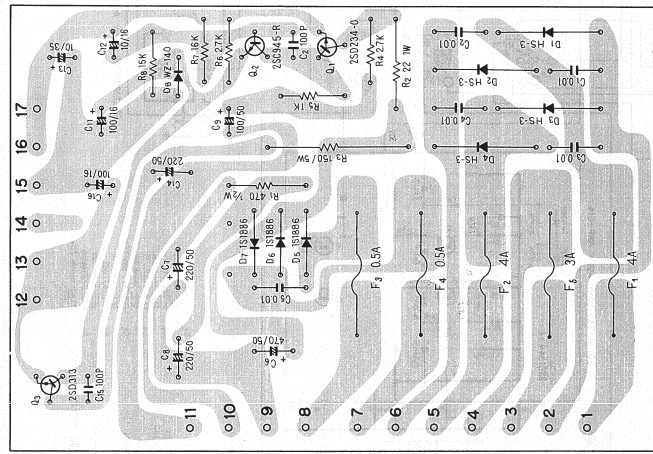 C12 10/16
C13 10/35
R8 15K
D8 WZ-140
R7 1.6K
R6 2.7K
Q2 2SC945-R
C2 100P
Q1 2SD234-O
R4 2.7K
R2 22 1W
C2 0.01
D1 HS-3
D2 HS-3
C1 0.01
C4 0.01
D3 HS-3
D4 HS-3
C3 0.01
R5 1K
C11 100/16
C9 100/50
R3 150/5W
C14 220/50
C16 100/16
R1 470 ½W
17
16
15
14
13
12
D7 1S1886
D6 1S1886
D5 1S1886
C5 0.01
C7 220/50
C8 220/50
C6 470/50
F3 0.5A
F4 0.5A
F2 4A
F5 3A
F1 4A
Q3 2SD313
C15 100P
11
10
9
8
7
6
5
4
3
2
1